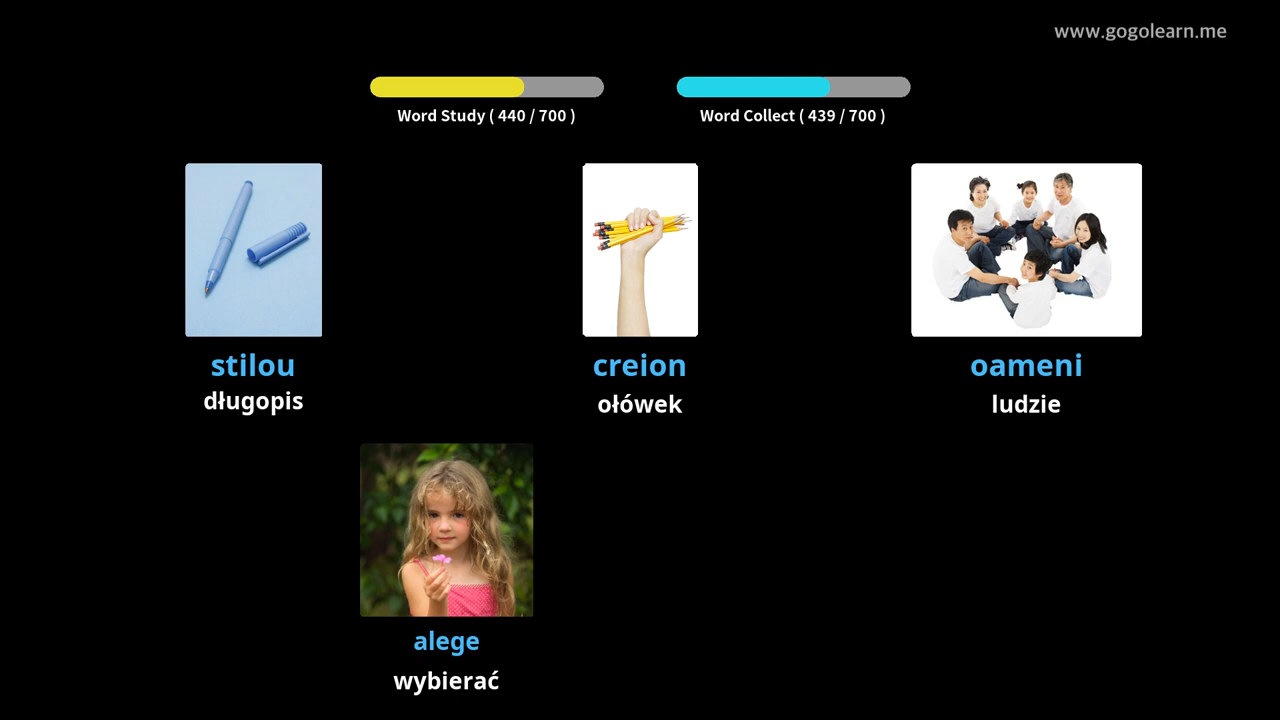 www.gogolearn.me
Word Study ( 440 / 700 )
Word Collect ( 439 / 700 )
stilou
creion
oameni
długopis
ołówek
ludzie
alege
wybierać